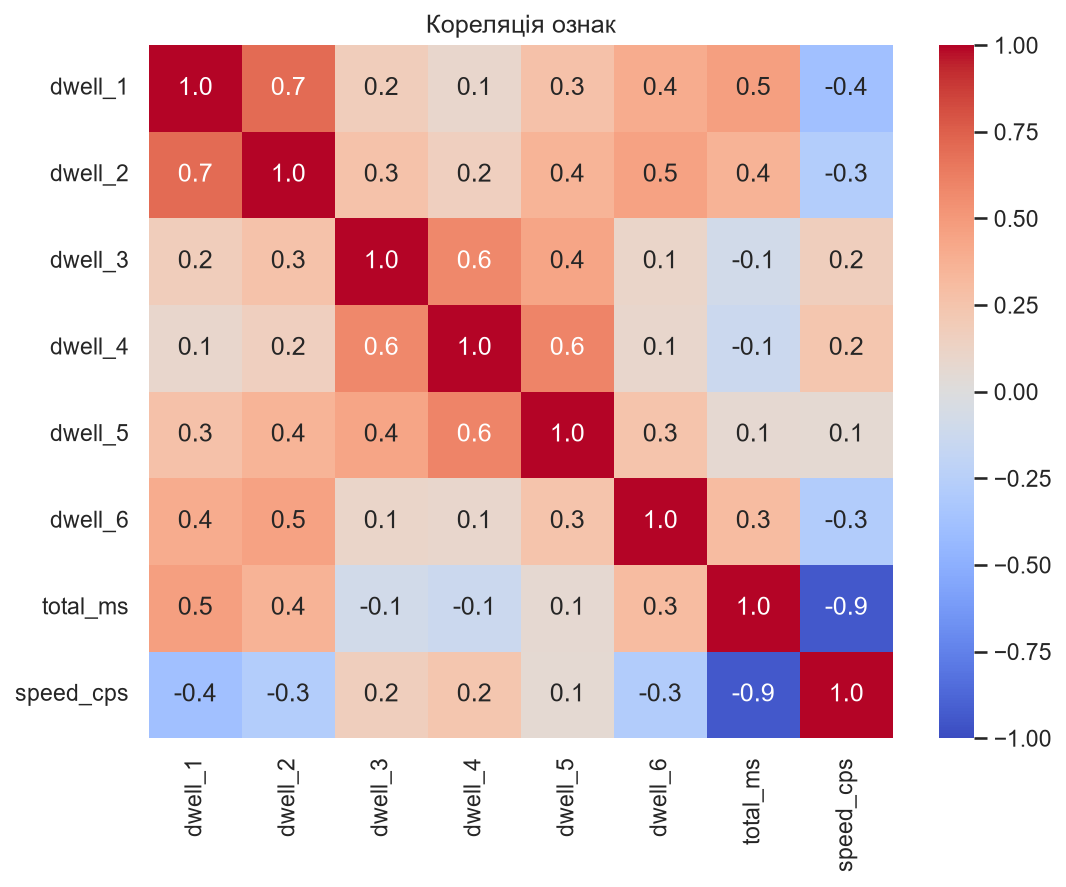 Кореляція ознак
dwell_1 1.0 0.7 0.2 0.1 0.3 0.4 0.5 -0.4
dwell_2 0.7 1.0 0.3 0.2 0.4 0.5 0.4 -0.3
dwell_3 0.2 0.3 1.0 0.6 0.4 0.1 -0.1 0.2
dwell_4 0.1 0.2 0.6 1.0 0.6 0.1 -0.1 0.2
dwell_5 0.3 0.4 0.4 0.6 1.0 0.3 0.1 0.1
dwell_6 0.4 0.5 0.1 0.1 0.3 1.0 0.3 -0.3
total_ms 0.5 0.4 -0.1 -0.1 0.1 0.3 1.0 -0.9
speed_cps -0.4 -0.3 0.2 0.2 0.1 -0.3 -0.9 1.0
dwell_1
dwell_2
dwell_3
dwell_4
dwell_5
dwell_6
total_ms
speed_cps
1.00
0.75
0.50
0.25
0.00
−0.25
−0.50
−0.75
−1.00